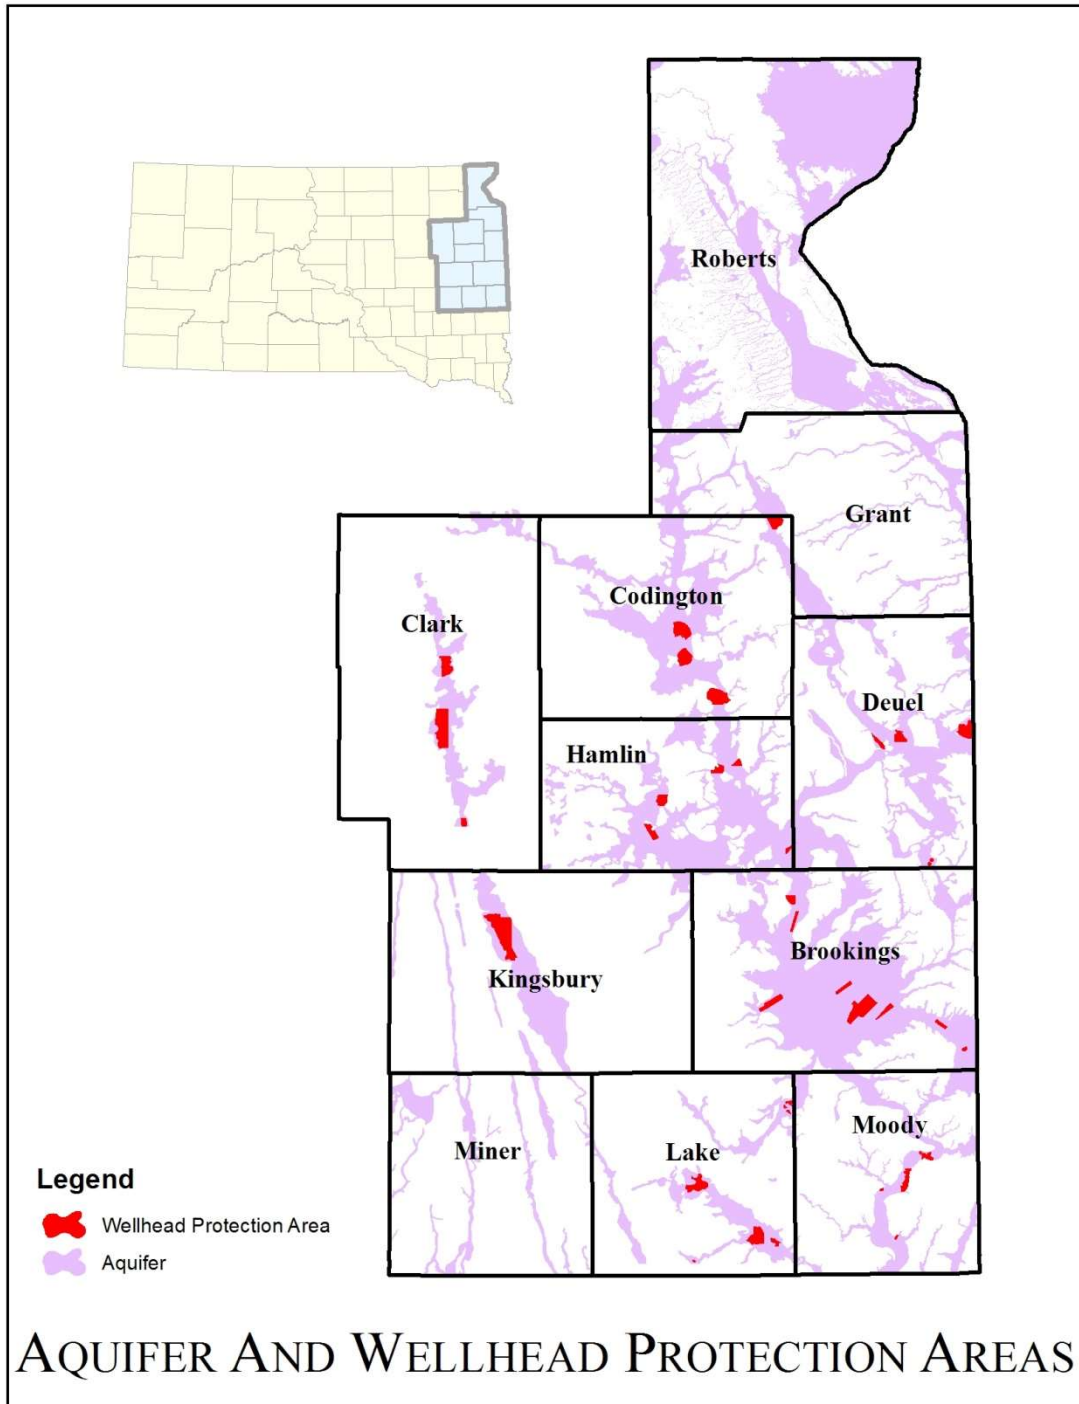 Roberts
Grant
Codington
Clark
Deuel
Hamlin
Brookings
Kingsbury
Moody
Miner
Lake
Legend
Wellhead Protection Area
Aquifer
AQUIFER AND WELLHEAD PROTECTION AREAS